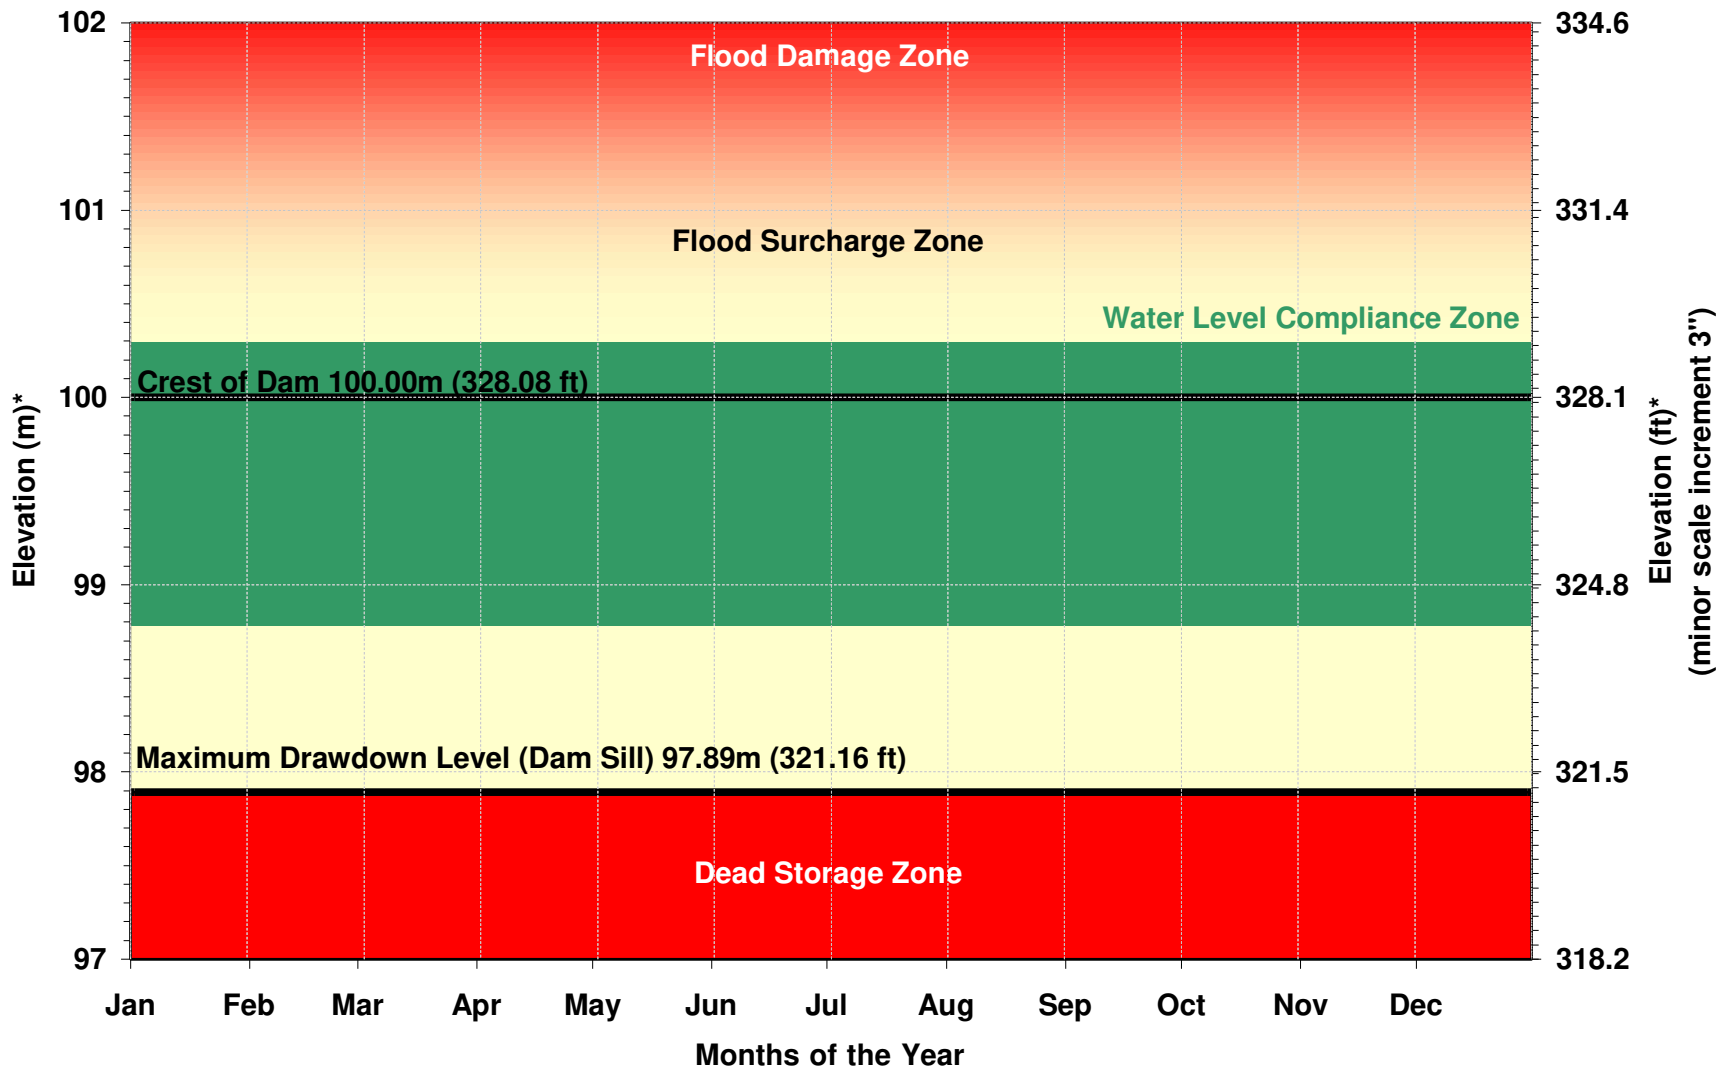 102
334.6
Flood Damage Zone
101
331.4
Flood Surcharge Zone
Water Level Compliance Zone
Crest of Dam 100.00m (328.08 ft)
100
328.1
Elevation (m)*
Elevation (ft)*
(minor scale increment 3")
99
324.8
Maximum Drawdown Level (Dam Sill) 97.89m (321.16 ft)
98
321.5
Dead Storage Zone
97
318.2
Jan Feb Mar Apr May Jun Jul Aug Sep Oct Nov Dec
Months of the Year